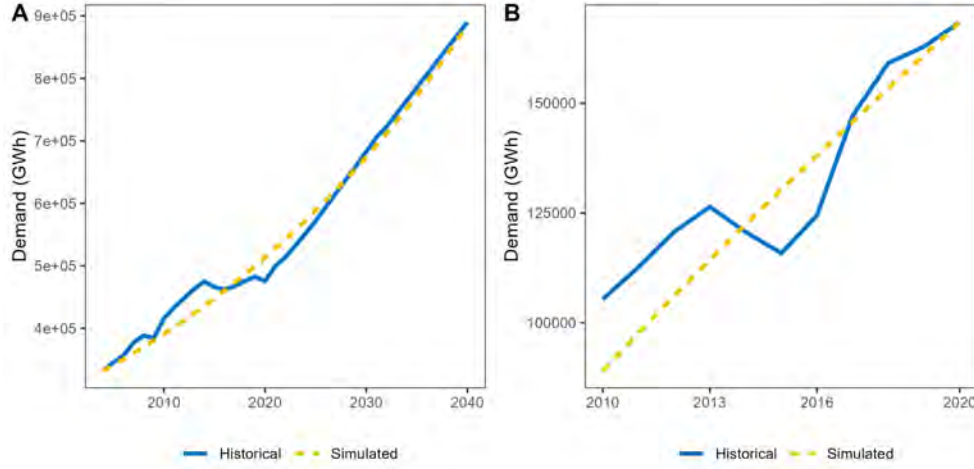 A
Demand (GWh)
9e+05
8e+05
7e+05
6e+05
5e+05
4e+05
2010 2020 2030 2040
Historical Simulated
B
Demand (GWh)
150000
125000
100000
2010 2013 2016 2020
Historical Simulated